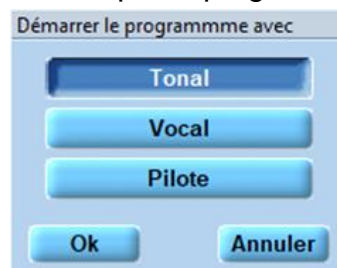 Démarrer le programmme avec
Tonal
Vocal
Pilote
Ok Annuler